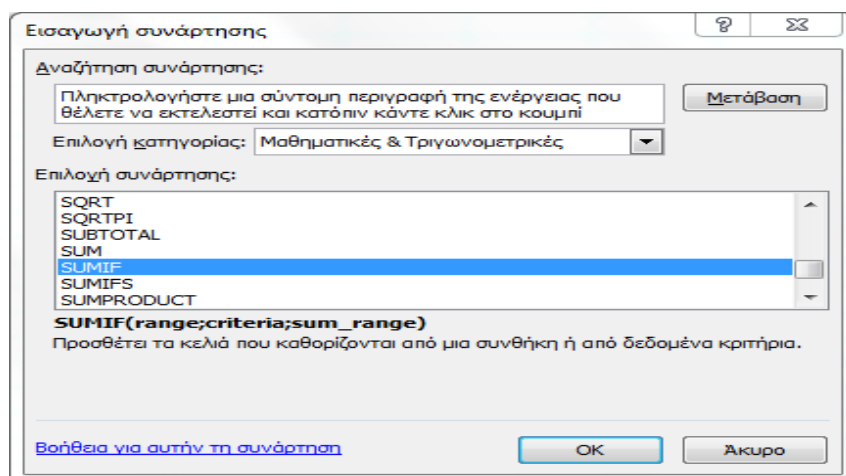 Εισαγωγή συνάρτησης
Αναζήτηση συνάρτησης:
Πληκτρολογήστε μια σύντομη περιγραφή της ενέργειας που
θέλετε να εκτελεστεί και κατόπιν κάντε κλικ στο κουμπί
Μετάβαση
Επιλογή κατηγορίας: Μαθηματικές & Τριγωνομετρικές
Επιλοχή συνάρτησης:
SQRT
SQRTPI
SUBTOTAL
SUM
SUMIF
SUMIFS
SUMPRODUCT
SUMIF(range;criteria;sum_range)
Προσθέτει τα κελιά που καθορίζονται από μια συνθήκη ή από δεδομένα κριτήρια.
Βοήθεια για αυτήν τη συνάρτηση
OK
Άκυρο